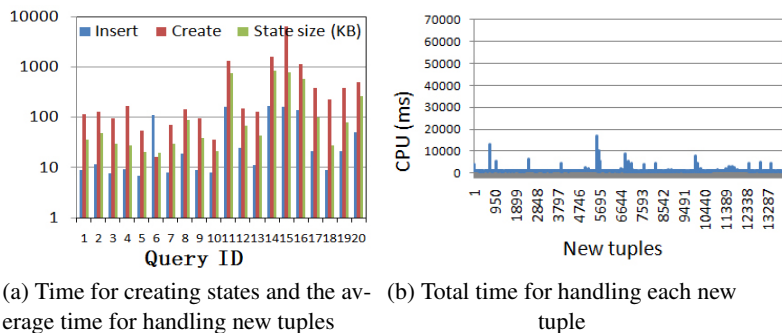 10000
1000
100
10
1
Insert Create State size (KB)
1 2 3 4 5 6 7 8 9 10 11 12 13 14 15 16 17 18 19 20
Query ID
(a) Time for creating states and the av-
erage time for handling new tuples
70000
60000
50000
40000
30000
20000
10000
0
CPU (ms)
1 950 1899 2848 3797 4746 5695 6644 7593 8542 9491 10440 11389 12338 13287
New tuples
(b) Total time for handling each new
tuple